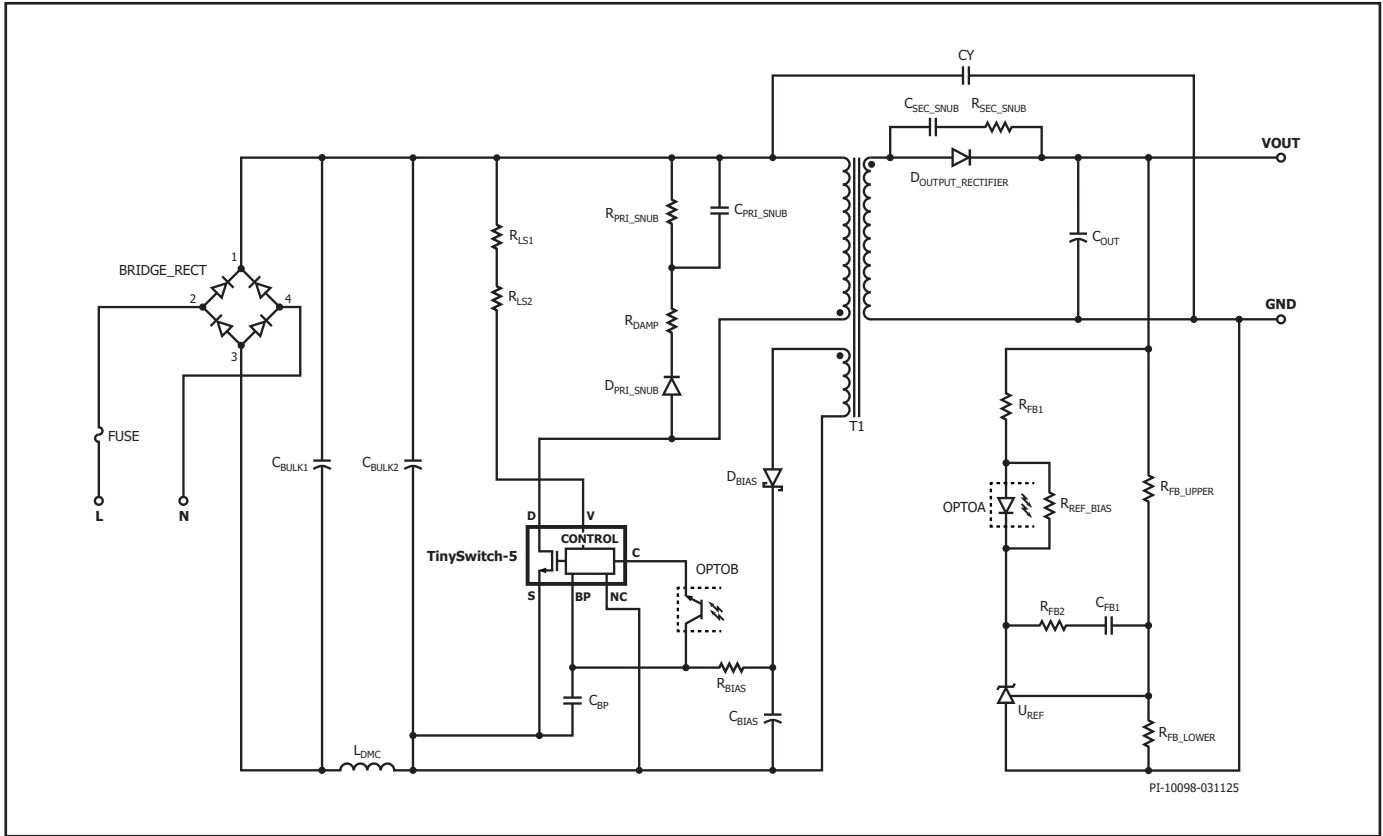 CY
CSEC_SNUB
RSEC_SNUB
VOUT
DOUTPUT_RECTIFIER
RPRI_SNUB
CPRI_SNUB
RLS1
COUT
1
BRIDGE_RECT
2
4
RLS2
GND
RDAMP
3
DPRI_SNUB
RFB1
T1
FUSE
CBULK1
CBULK2
DBIAS
RFB_UPPER
L
N
OPTOA
RREF_BIAS
D
V
CONTROL
TinySwitch-5
C
OPTOB
S
BP
NC
RFB2
CFB1
RBIAS
CBP
CBIAS
UREF
RFB_LOWER
LDMC
PI-10098-031125